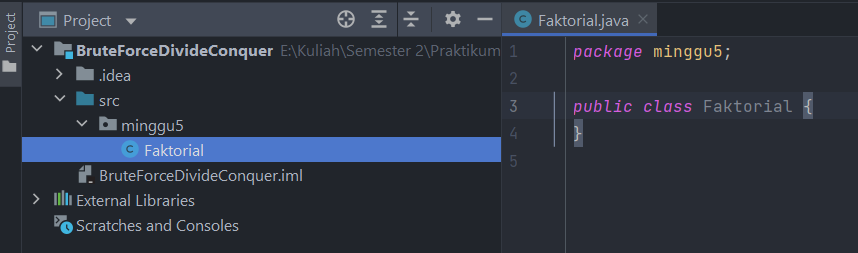 Project
Project
BruteForceDivideConquer E:\Kuliah\Semester 2\Praktikum
.idea
src
minggu5
C Faktorial
BruteForceDivideConquer.iml
External Libraries
Scratches and Consoles
C Faktorial.java
1 package minggu5;
2
3 public class Faktorial {
4 }
5